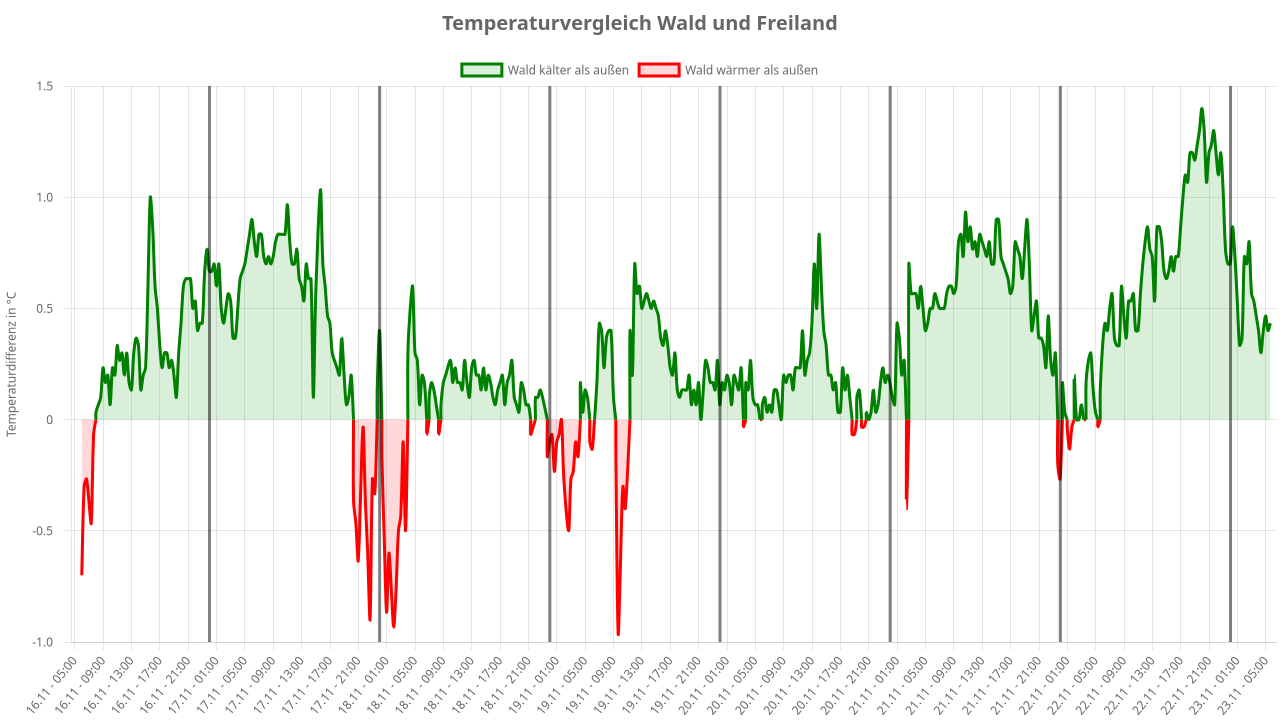 Temperaturvergleich Wald und Freiland
Wald kälter als außen
Wald wärmer als außen
Temperaturdifferenz in °C
1.5
1.0
0.5
0
-0.5
-1.0
16.11 - 05:00
16.11 - 09:00
16.11 - 13:00
16.11 - 17:00
16.11 - 21:00
17.11 - 01:00
17.11 - 05:00
17.11 - 09:00
17.11 - 13:00
17.11 - 17:00
17.11 - 21:00
18.11 - 01:00
18.11 - 05:00
18.11 - 09:00
18.11 - 13:00
18.11 - 17:00
18.11 - 21:00
19.11 - 01:00
19.11 - 05:00
19.11 - 09:00
19.11 - 13:00
19.11 - 17:00
19.11 - 21:00
20.11 - 01:00
20.11 - 05:00
20.11 - 09:00
20.11 - 13:00
20.11 - 17:00
20.11 - 21:00
21.11 - 01:00
21.11 - 05:00
21.11 - 09:00
21.11 - 13:00
21.11 - 17:00
21.11 - 21:00
22.11 - 01:00
22.11 - 05:00
22.11 - 09:00
22.11 - 13:00
22.11 - 17:00
22.11 - 21:00
23.11 - 01:00
23.11 - 05:00